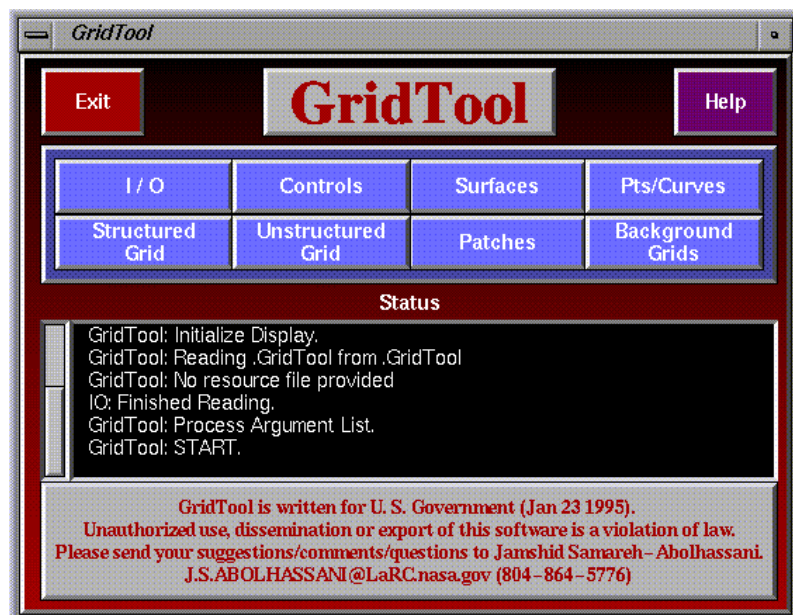 GridTool
Exit
GridTool
Help
I / O
Controls
Surfaces
Pts/Curves
Structured
Grid
Unstructured
Grid
Patches
Background
Grids
Status
GridTool: Initialize Display.
GridTool: Reading .GridTool from .GridTool
GridTool: No resource file provided
IO: Finished Reading.
GridTool: Process Argument List.
GridTool: START.
GridTool is written for U. S. Government (Jan 23 1995).
Unauthorized use, dissemination or export of this software is a violation of law.
Please send your suggestions/comments/questions to Jamshid Samareh-Abolhassani.
J.S.ABOLHASSANI@LaRC.nasa.gov (804-864-5776)